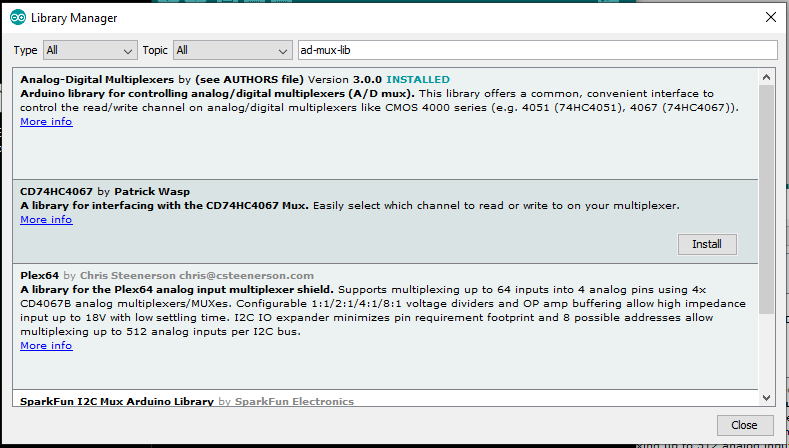 Library Manager
Type All Topic All ad-mux-lib
Analog-Digital Multiplexers by (see AUTHORS file) Version 3.0.0 INSTALLED
Arduino library for controlling analog/digital multiplexers (A/D mux). This library offers a common, convenient interface to
control the read/write channel on analog/digital multiplexers like CMOS 4000 series (e.g. 4051 (74HC4051), 4067 (74HC4067)).
More info
CD74HC4067 by Patrick Wasp
A library for interfacing with the CD74HC4067 Mux. Easily select which channel to read or write to on your multiplexer.
More info
Install
Plex64 by Chris Steenerson chris@csteenerson.com
A library for the Plex64 analog input multiplexer shield. Supports multiplexing up to 64 inputs into 4 analog pins using 4x
CD4067B analog multiplexers/MUXes. Configurable 1:1/2:1/4:1/8:1 voltage dividers and OP amp buffering allow high impedance
input up to 18V with low settling time. I2C IO expander minimizes pin requirement footprint and 8 possible addresses allow
multiplexing up to 512 analog inputs per I2C bus.
More info
SparkFun I2C Mux Arduino Library by SparkFun Electronics
Close